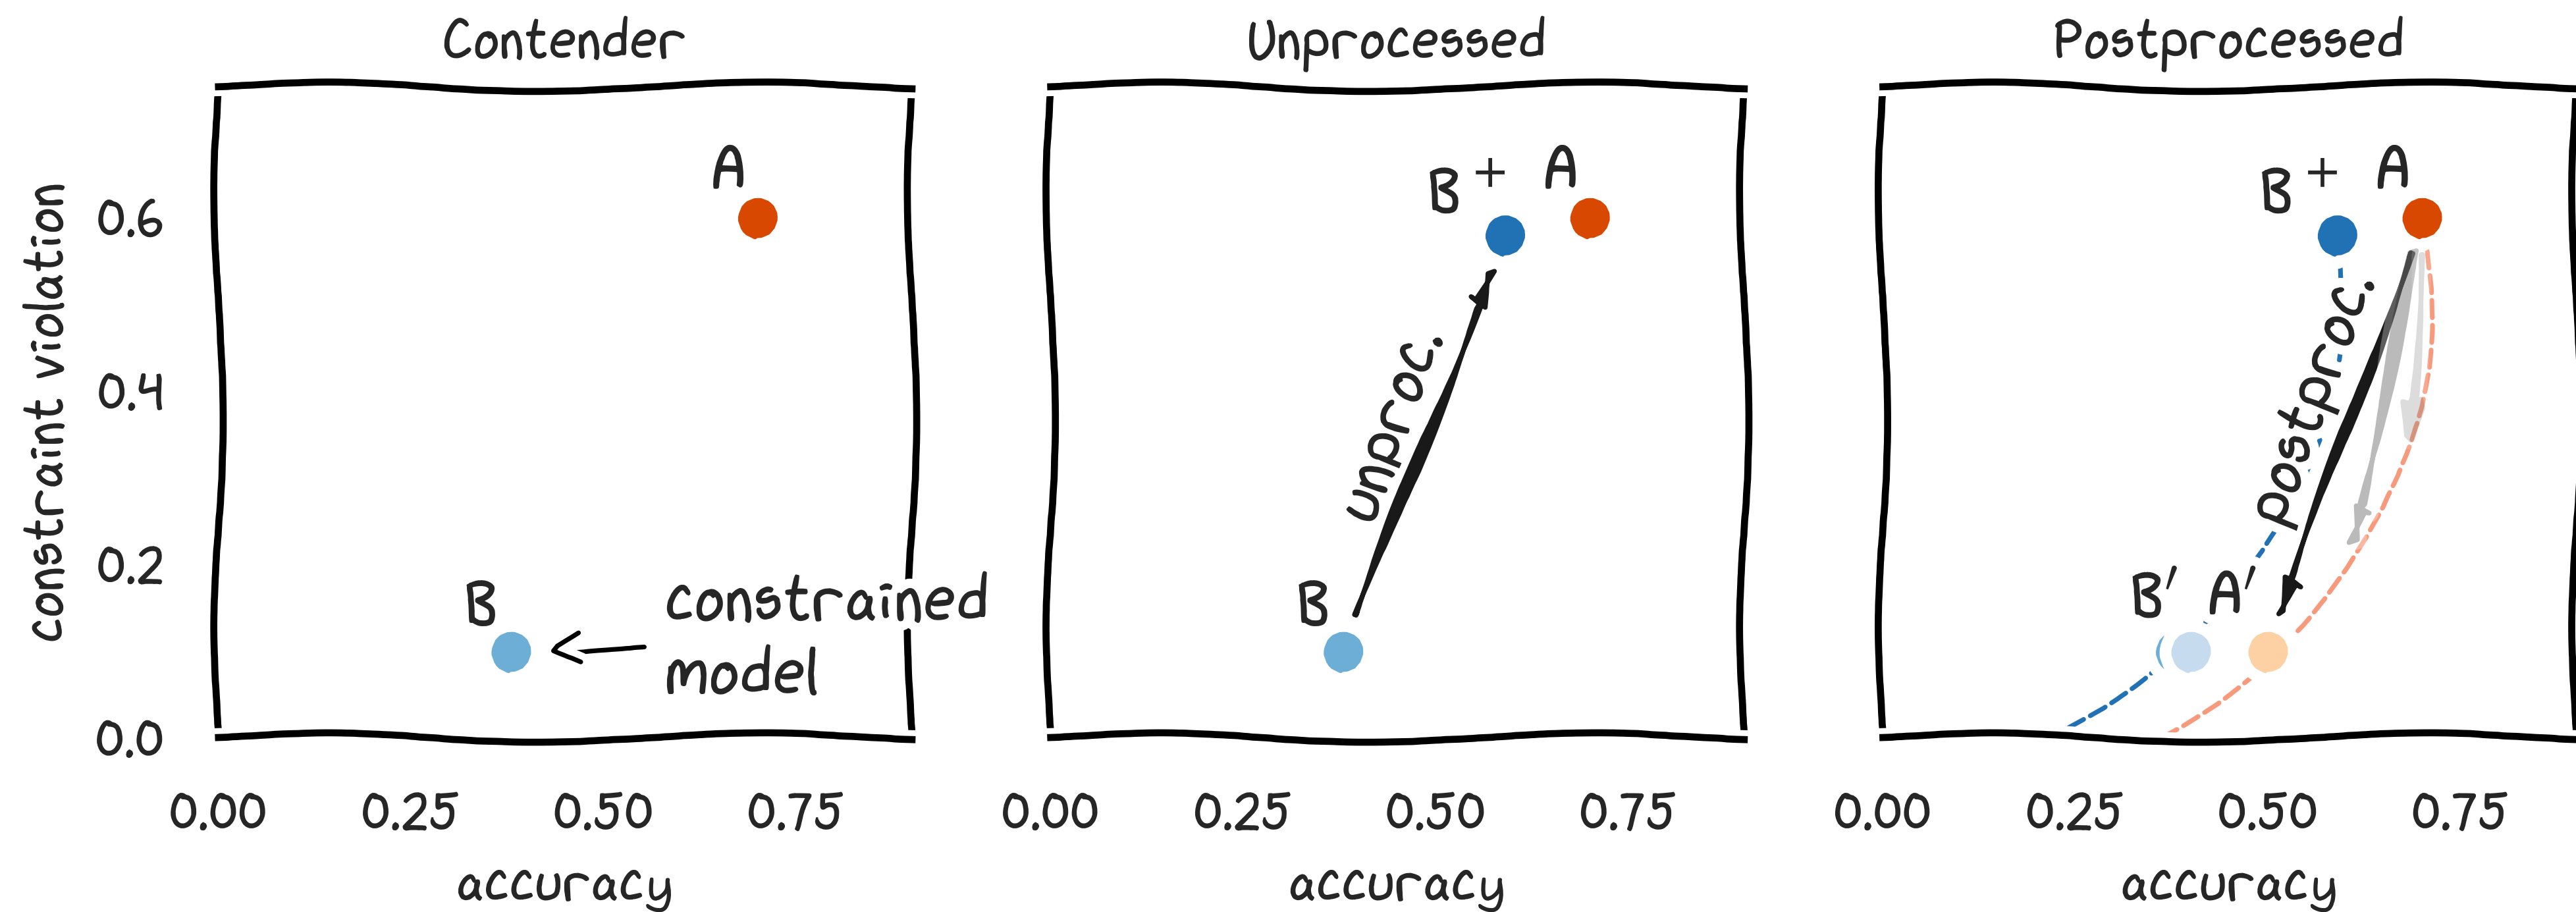 Contender
Unprocessed
Postprocessed
constraint violation
0.6
0.4
0.2
0.0
A
B
constrained
model
0.00 0.25 0.50 0.75
accuracy
B+ A
unproc.
B
0.00 0.25 0.50 0.75
accuracy
B+ A
postproc.
B′ A′
0.00 0.25 0.50 0.75
accuracy